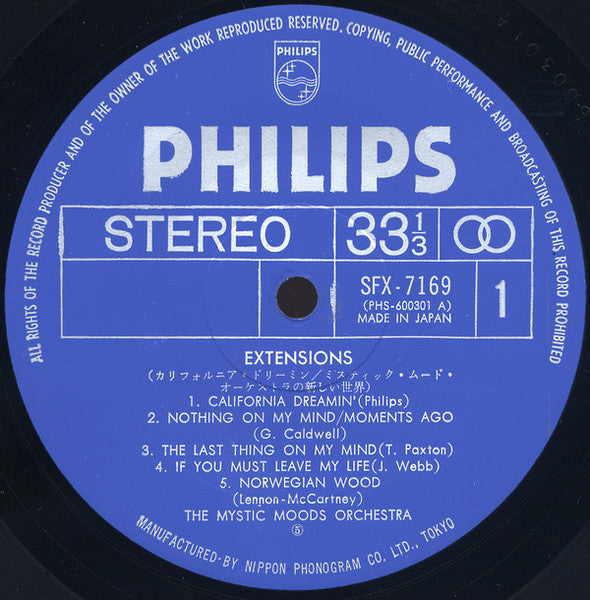 ALL RIGHTS OF THE RECORD PRODUCER AND OF THE OWNER OF THE WORK REPRODUCED RESERVED. COPYING, PUBLIC PERFORMANCE AND BROADCASTING OF THIS RECORD PROHIBITED
PHILIPS
PHILIPS
STEREO 33 1/3
SFX-7169
(PHS-600301 A)
MADE IN JAPAN
1
EXTENSIONS
(カリフォルニア・ドリーミン/ミスティック・ムード・
オーケストラの新しい世界)
1. CALIFORNIA DREAMIN'(Philips)
2. NOTHING ON MY MIND/MOMENTS AGO
(G. Caldwell)
3. THE LAST THING ON MY MIND(T. Paxton)
4. IF YOU MUST LEAVE MY LIFE(J. Webb)
5. NORWEGIAN WOOD
(Lennon-McCartney)
THE MYSTIC MOODS ORCHESTRA
⑤
MANUFACTURED-BY NIPPON PHONOGRAM CO. LTD., TOKYO